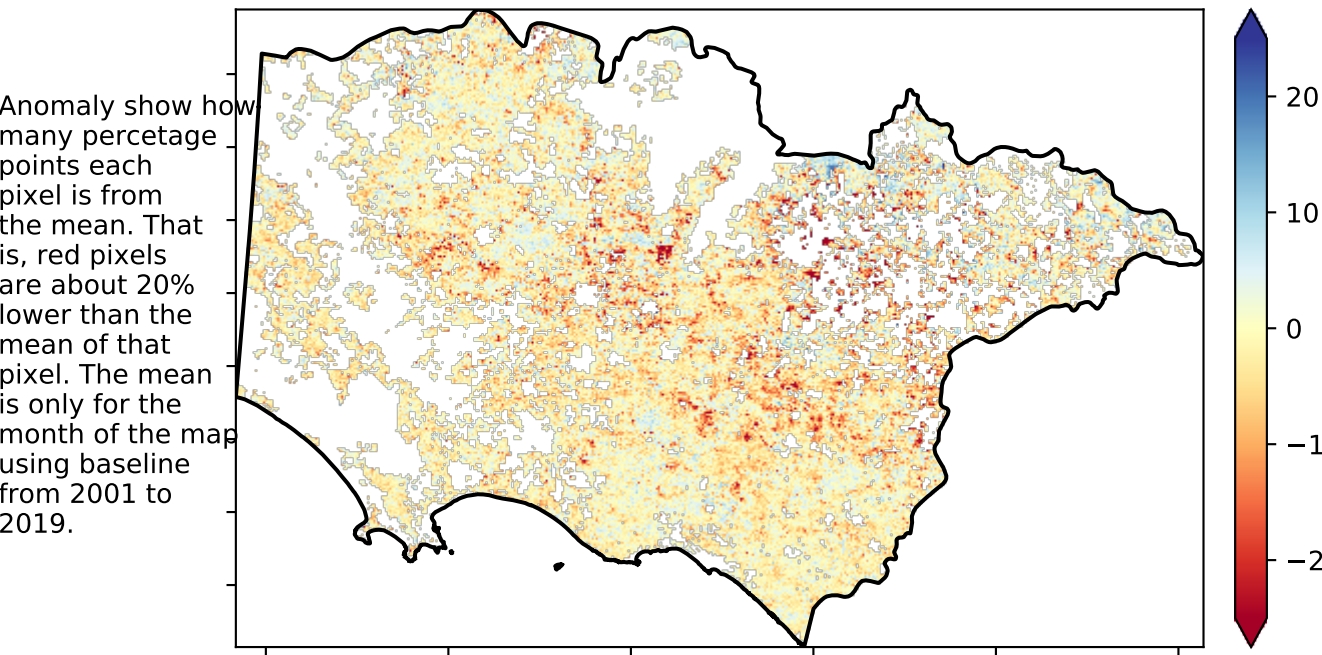 Anomaly show how
many percetage
points each
pixel is from
the mean. That
is, red pixels
are about 20%
lower than the
mean of that
pixel. The mean
is only for the
month of the map
using baseline
from 2001 to
2019.
20
10
0
−1
−2